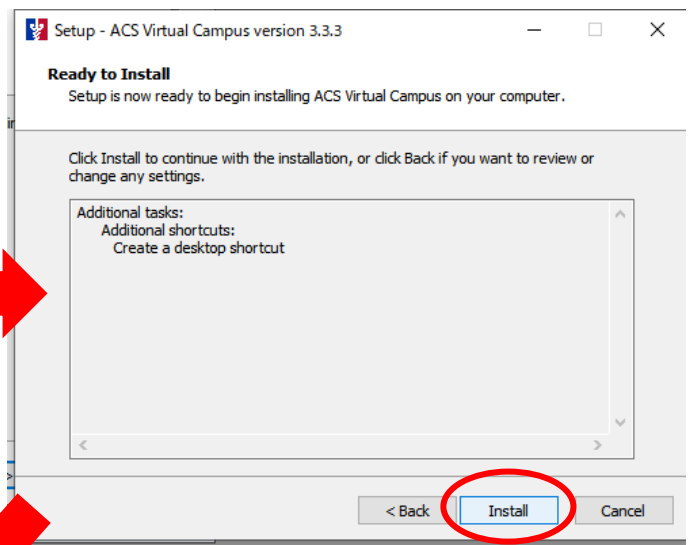 Setup - ACS Virtual Campus version 3.3.3
Ready to Install
Setup is now ready to begin installing ACS Virtual Campus on your computer.
Click Install to continue with the installation, or click Back if you want to review or
change any settings.
Additional tasks:
Additional shortcuts:
Create a desktop shortcut
< Back
Install
Cancel